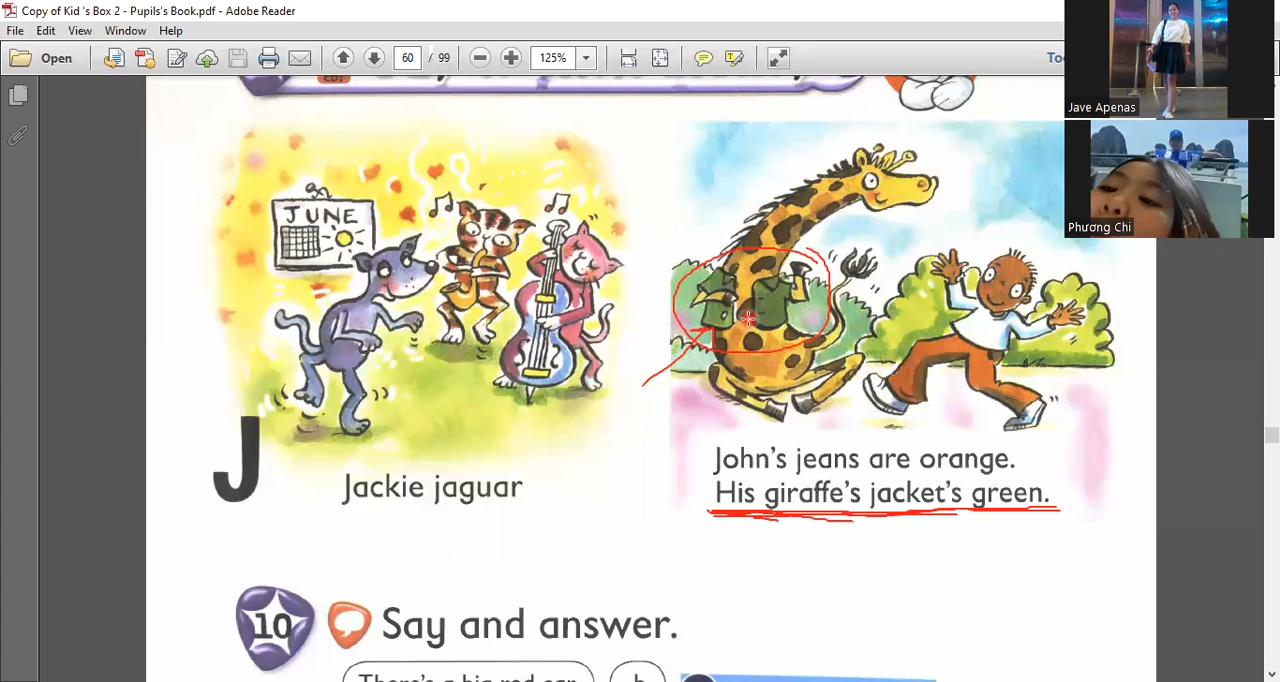 Copy of Kid 's Box 2 - Pupils's Book.pdf - Adobe Reader
File Edit View Window Help
Open 60 / 99 125%
Jave Apenas
Phương Chi
JUNE
J
Jackie jaguar
John's jeans are orange.
His giraffe's jacket's green.
10 Say and answer.